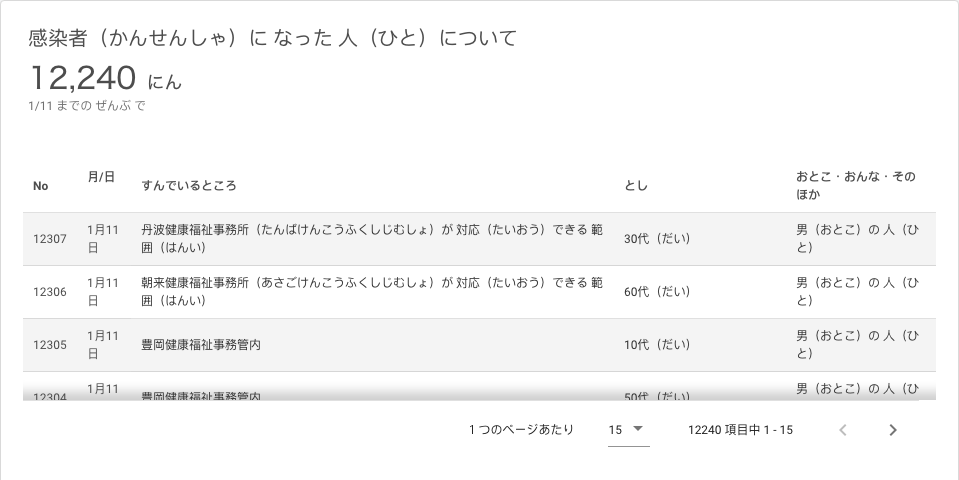 感染者（かんせんしゃ）に なった 人（ひと）について
12,240 にん
1/11 までの ぜんぶ で
No 月/日 すんでいるところ とし おとこ・おんな・その
ほか
12307 1月11 丹波健康福祉事務所（たんばけんこうふくしじむしょ）が 対応（たいおう）できる 範 30代（だい） 男（おとこ）の 人（ひ
日 囲（はんい） と）
12306 1月11 朝来健康福祉事務所（あさごけんこうふくしじむしょ）が 対応（たいおう）できる 範 60代（だい） 男（おとこ）の 人（ひ
日 囲（はんい） と）
12305 1月11 豊岡健康福祉事務管内 10代（だい） 男（おとこ）の 人（ひ
日 と）
12304 1月11 豊岡健康福祉事務管内 50代（だい） 男（おとこ）の 人（ひ
1 つのページあたり 15 12240 項目中 1 - 15